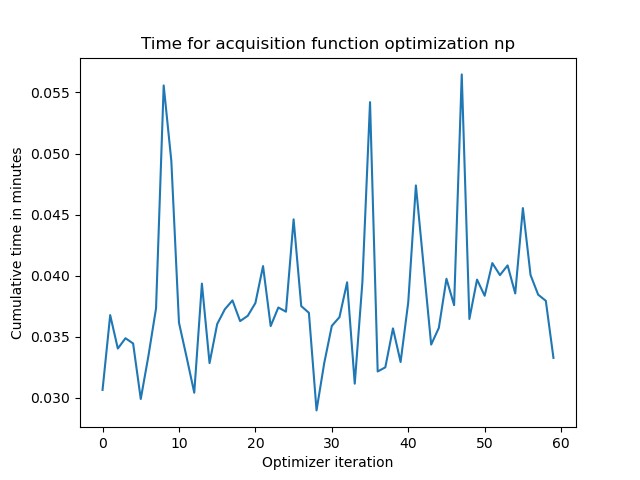 Time for acquisition function optimization np
Cumulative time in minutes
0.055
0.050
0.045
0.040
0.035
0.030
0 10 20 30 40 50 60
Optimizer iteration